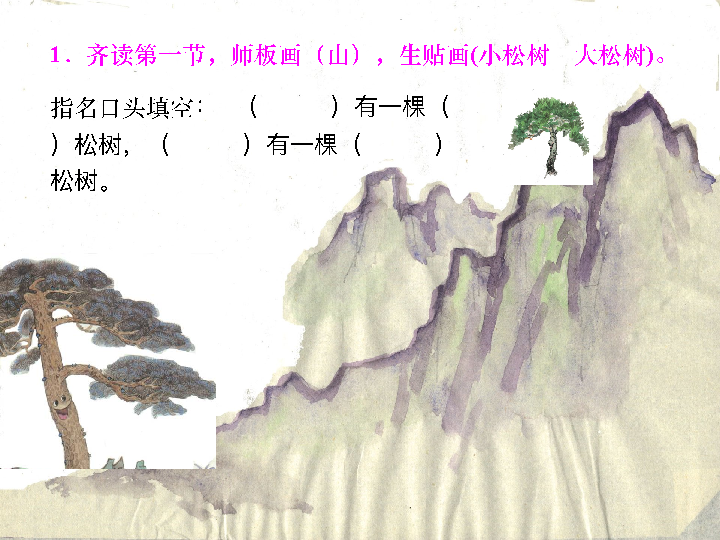 1．齐读第一节，师板画（山），生贴画(小松树　大松树)。
指名口头填空：　（　　　）有一棵（
）松树，（　　　）有一棵（　　　）
松树。